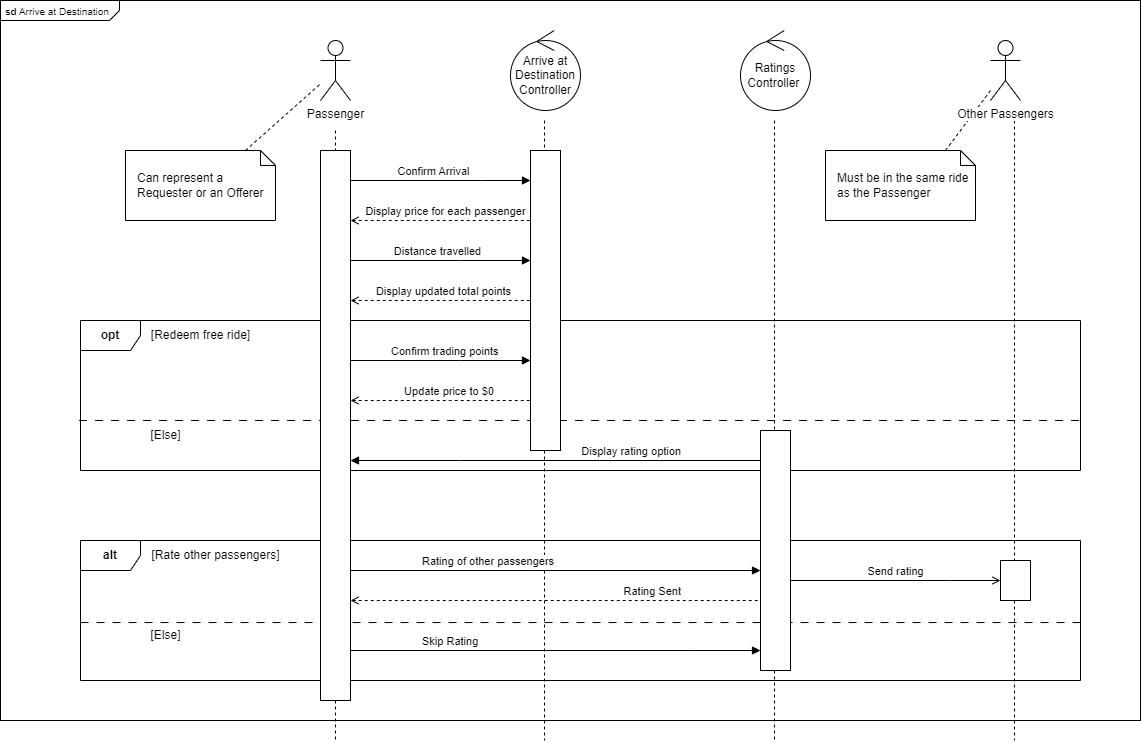 sd Arrive at Destination
Passenger
Arrive at
Destination
Controller
Ratings
Controller
Other Passengers
Can represent a
Requester or an Offerer
Must be in the same ride
as the Passenger
Confirm Arrival
Display price for each passenger
Distance travelled
Display updated total points
opt
[Redeem free ride]
Confirm trading points
Update price to $0
[Else]
Display rating option
alt
[Rate other passengers]
Rating of other passengers
Send rating
Rating Sent
[Else]
Skip Rating